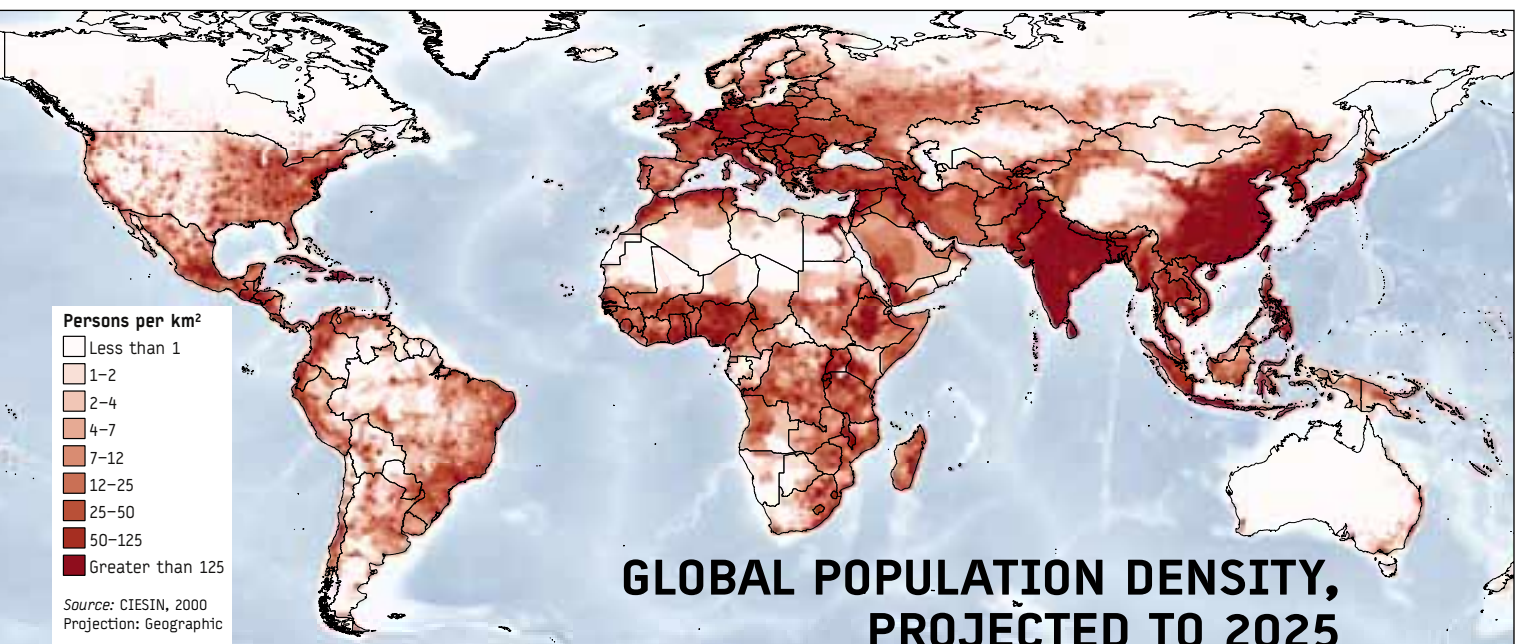 Persons per km²
Less than 1
1–2
2–4
4–7
7–12
12–25
25–50
50–125
Greater than 125
Source: CIESIN, 2000
Projection: Geographic
GLOBAL POPULATION DENSITY,
PROJECTED TO 2025